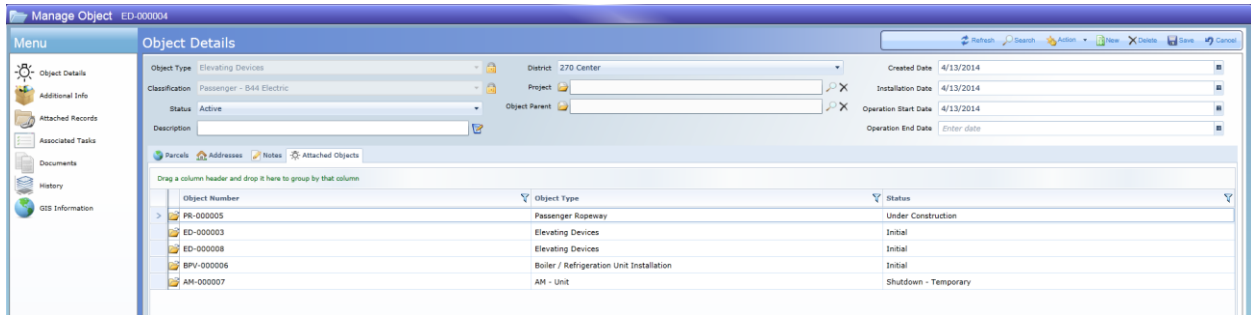 Manage Object ED-000004
Menu
Object Details
Refresh Search Action New Delete Save Cancel
Object Details
Additional Info
Attached Records
Associated Tasks
Documents
History
GIS Information
Object Type Elevating Devices District 270 Center Created Date 4/13/2014
Classification Passenger - B44 Electric Project Installation Date 4/13/2014
Status Active Object Parent Operation Start Date 4/13/2014
Description Operation End Date Enter date
Parcels Addresses Notes Attached Objects
Drag a column header and drop it here to group by that column
Object Number Object Type Status
PR-000005 Passenger Ropeway Under Construction
ED-000003 Elevating Devices Initial
ED-000008 Elevating Devices Initial
BPV-000006 Boiler / Refrigeration Unit Installation Initial
AM-000007 AM - Unit Shutdown - Temporary